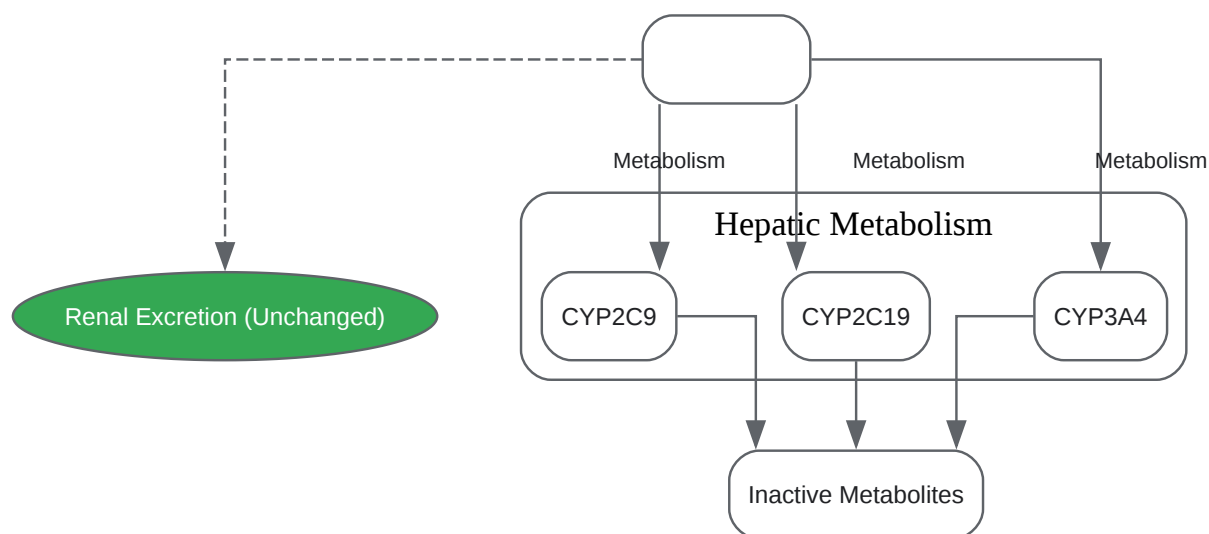 Metabolism
Metabolism
Metabolism
Hepatic Metabolism
Renal Excretion (Unchanged)
CYP2C9
CYP2C19
CYP3A4
Inactive Metabolites